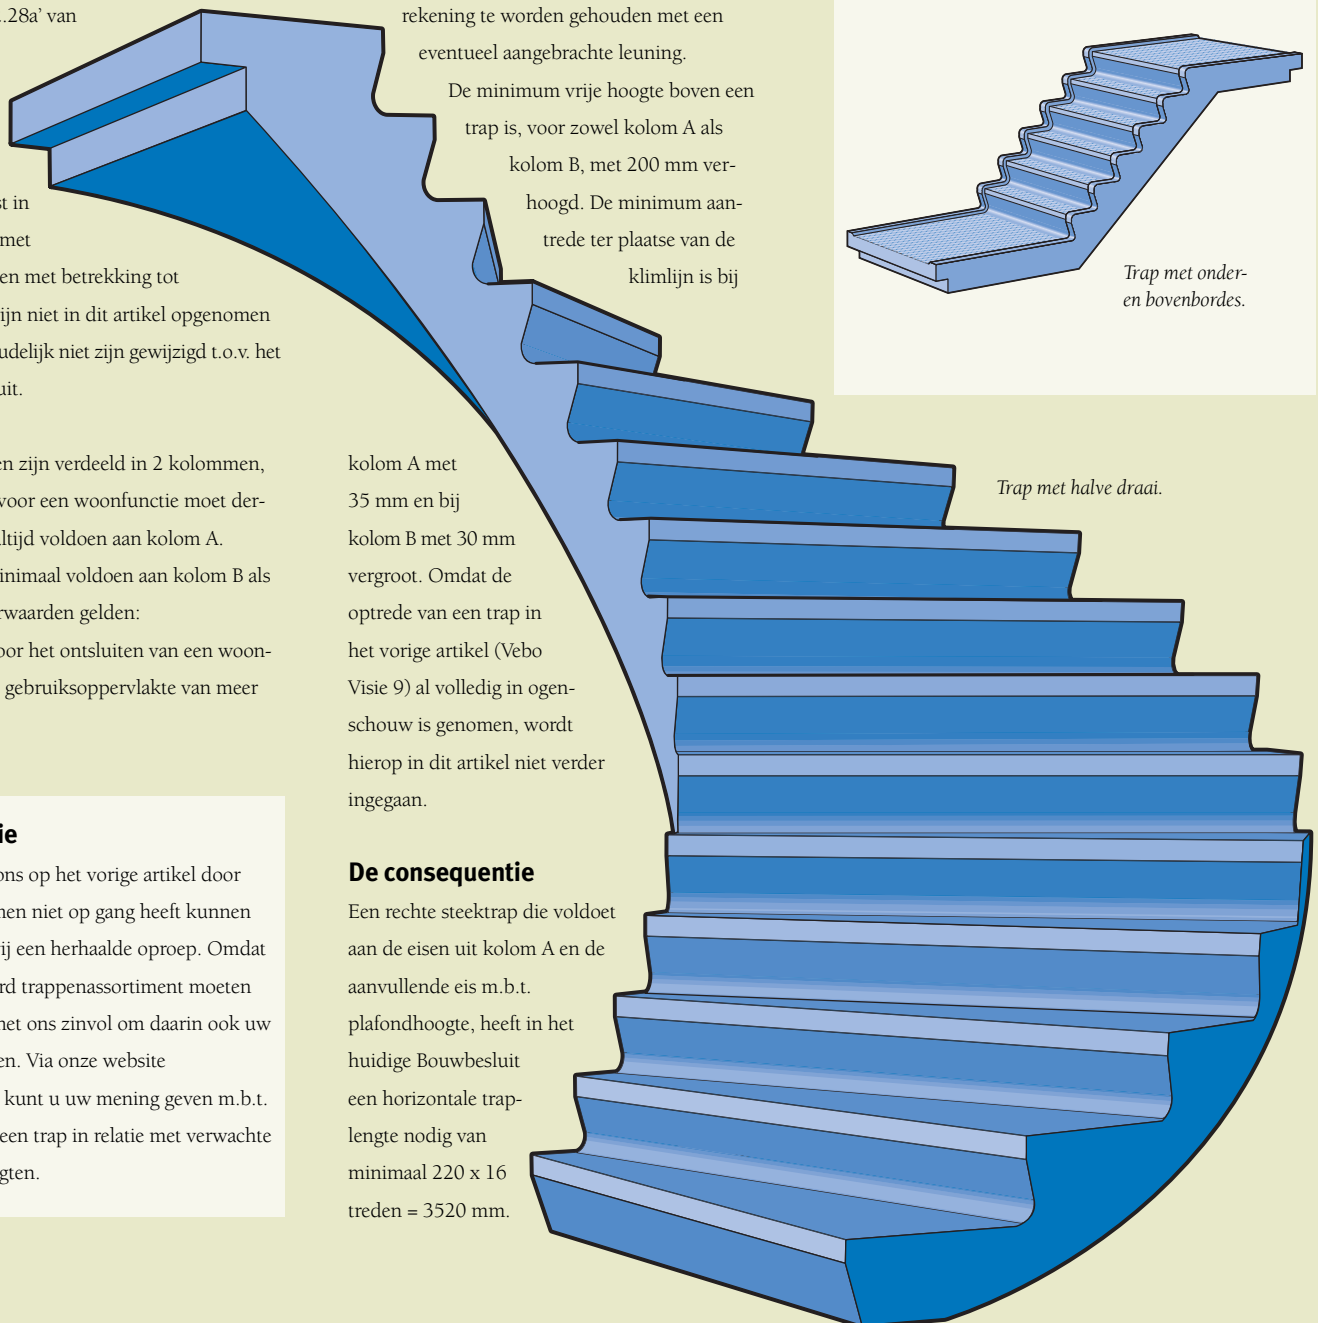 .28a’ van
st in
met
en met betrekking tot
ijn niet in dit artikel opgenomen
udelijk niet zijn gewijzigd t.o.v. het
uit.
en zijn verdeeld in 2 kolommen,
voor een woonfunctie moet der-
altijd voldoen aan kolom A.
inimaal voldoen aan kolom B als
rwaarden gelden:
oor het ontsluiten van een woon-
gebruiksoppervlakte van meer
ie
ons op het vorige artikel door
nen niet op gang heeft kunnen
ij een herhaalde oproep. Omdat
rd trappenassortiment moeten
het ons zinvol om daarin ook uw
en. Via onze website
kunt u uw mening geven m.b.t.
een trap in relatie met verwachte
gten.
rekening te worden gehouden met een
eventueel aangebrachte leuning.
De minimum vrije hoogte boven een
trap is, voor zowel kolom A als
kolom B, met 200 mm ver-
hoogd. De minimum aan-
trede ter plaatse van de
klimlijn is bij
kolom A met
35 mm en bij
kolom B met 30 mm
vergroot. Omdat de
optrede van een trap in
het vorige artikel (Vebo
Visie 9) al volledig in ogen-
schouw is genomen, wordt
hierop in dit artikel niet verder
ingegaan.
De consequentie
Een rechte steektrap die voldoet
aan de eisen uit kolom A en de
aanvullende eis m.b.t.
plafondhoogte, heeft in het
huidige Bouwbesluit
een horizontale trap-
lengte nodig van
minimaal 220 x 16
treden = 3520 mm.
Trap met onder-
en bovenbordes.
Trap met halve draai.